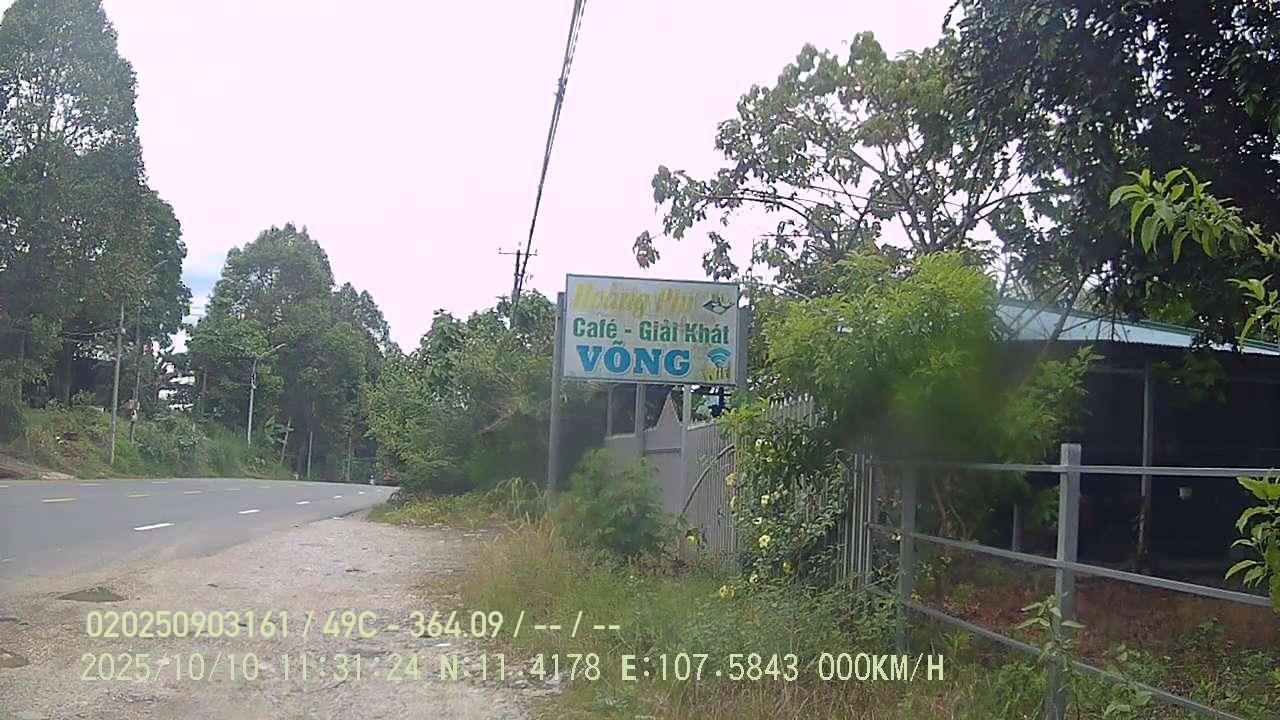 Hoang Phi
Café - Giải Khát
VÕNG
020250903161 / 49C - 364.09 / -- / --
2025/10/10 11:31:24 N:11.4178 E:107.5843 000KM/H